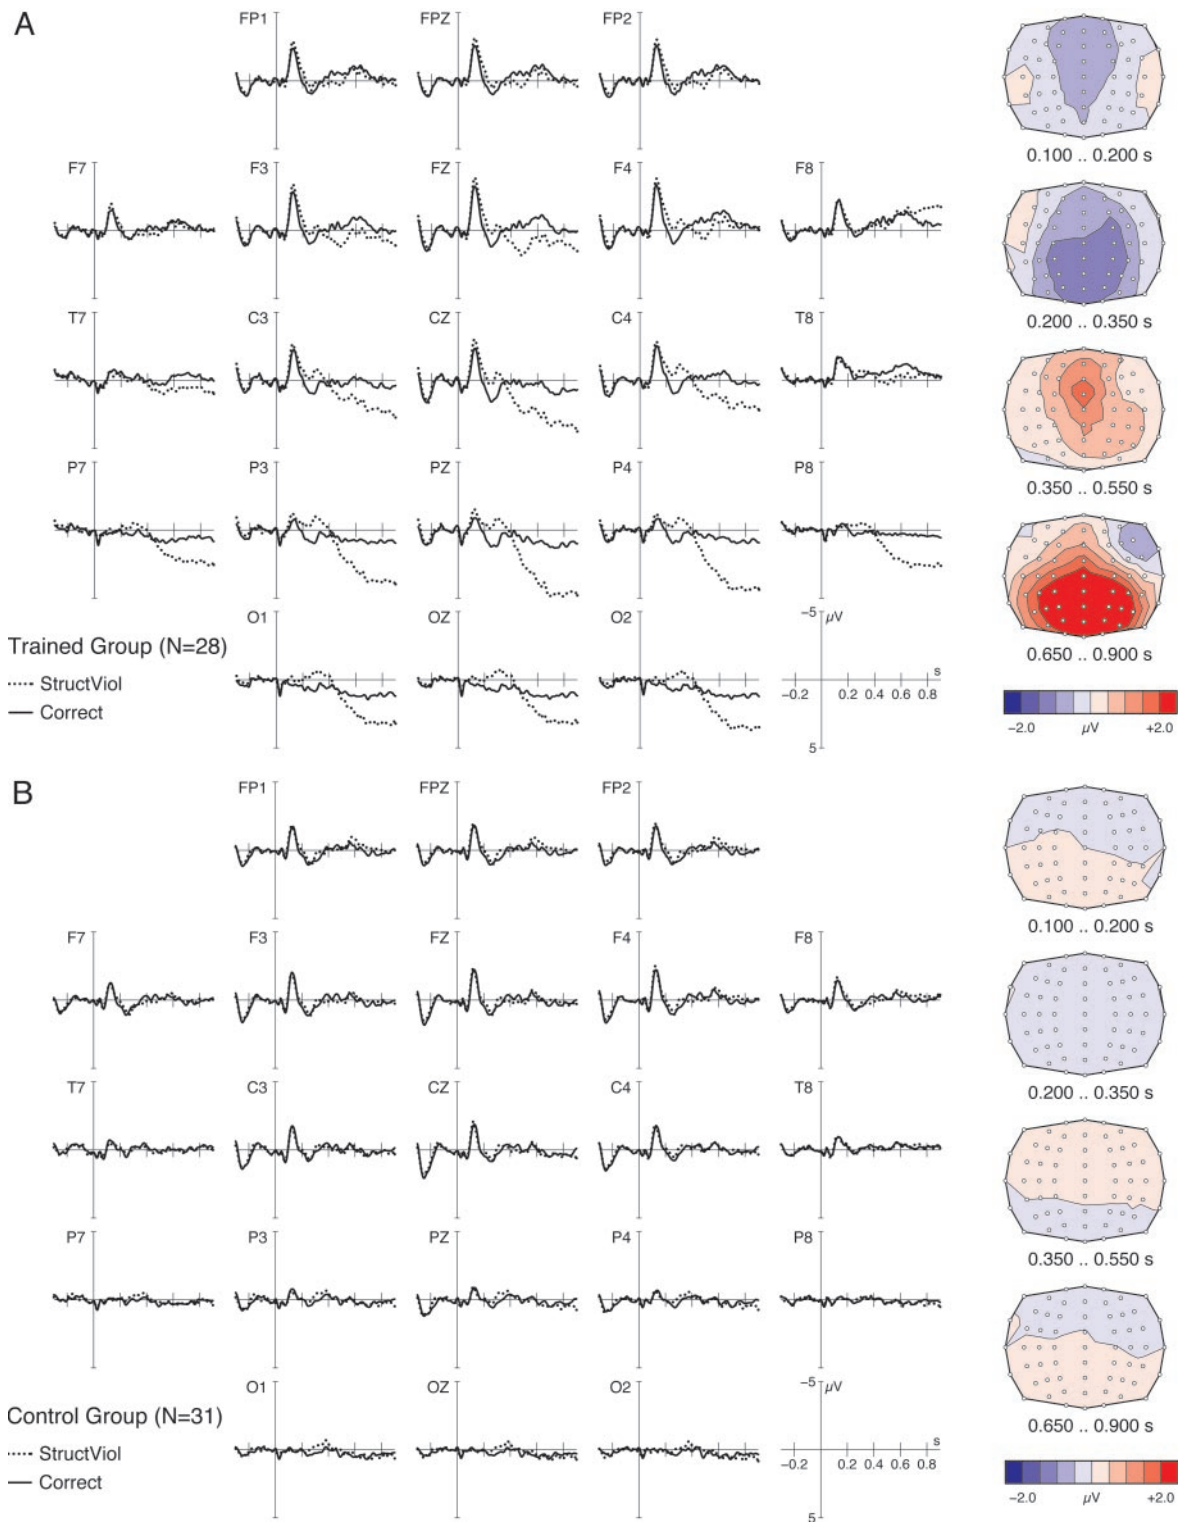 A
FP1 FPZ FP2
0.100 .. 0.200 s
F7 F3 FZ F4 F8
0.200 .. 0.350 s
T7 C3 CZ C4 T8
0.350 .. 0.550 s
P7 P3 PZ P4 P8
0.650 .. 0.900 s
O1 OZ O2
-5 µV
s
-0.2 0.2 0.4 0.6 0.8
5
Trained Group (N=28)
StructViol
Correct
−2.0 µV +2.0
B
FP1 FPZ FP2
0.100 .. 0.200 s
F7 F3 FZ F4 F8
0.200 .. 0.350 s
T7 C3 CZ C4 T8
0.350 .. 0.550 s
P7 P3 PZ P4 P8
0.650 .. 0.900 s
O1 OZ O2
-5 µV
s
-0.2 0.2 0.4 0.6 0.8
5
Control Group (N=31)
StructViol
Correct
−2.0 µV +2.0